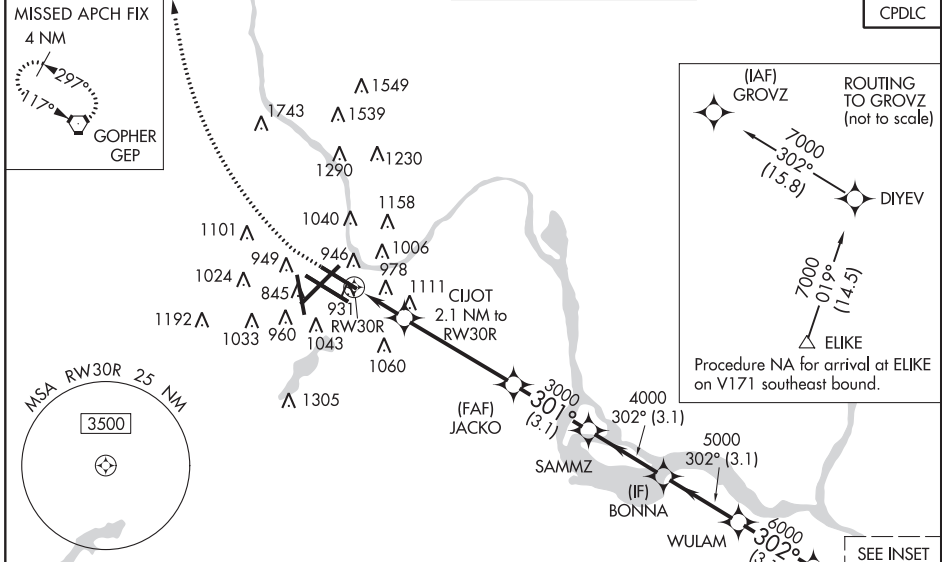 MISSED APCH FIX
4 NM
297°
117°
GOPHER
GEP
CPDLC
(IAF)
GROVZ
ROUTING
TO GROVZ
(not to scale)
7000
302°
(15.8)
DIYEV
7000
019°
(14.5)
ELIKE
Procedure NA for arrival at ELIKE
on V171 southeast bound.
1549
1743
1539
1290
1230
1158
1040
1101
1006
946
949
978
1024
845
1111
931
RW30R
CIJOT
2.1 NM to
RW30R
1192
1033
960
1043
1060
1305
MSA RW30R 25 NM
3500
(FAF)
JACKO
3000
301°
(3.1)
4000
302° (3.1)
SAMMZ
5000
302° (3.1)
(IF)
BONNA
WULAM
6000
302°
SEE INSET